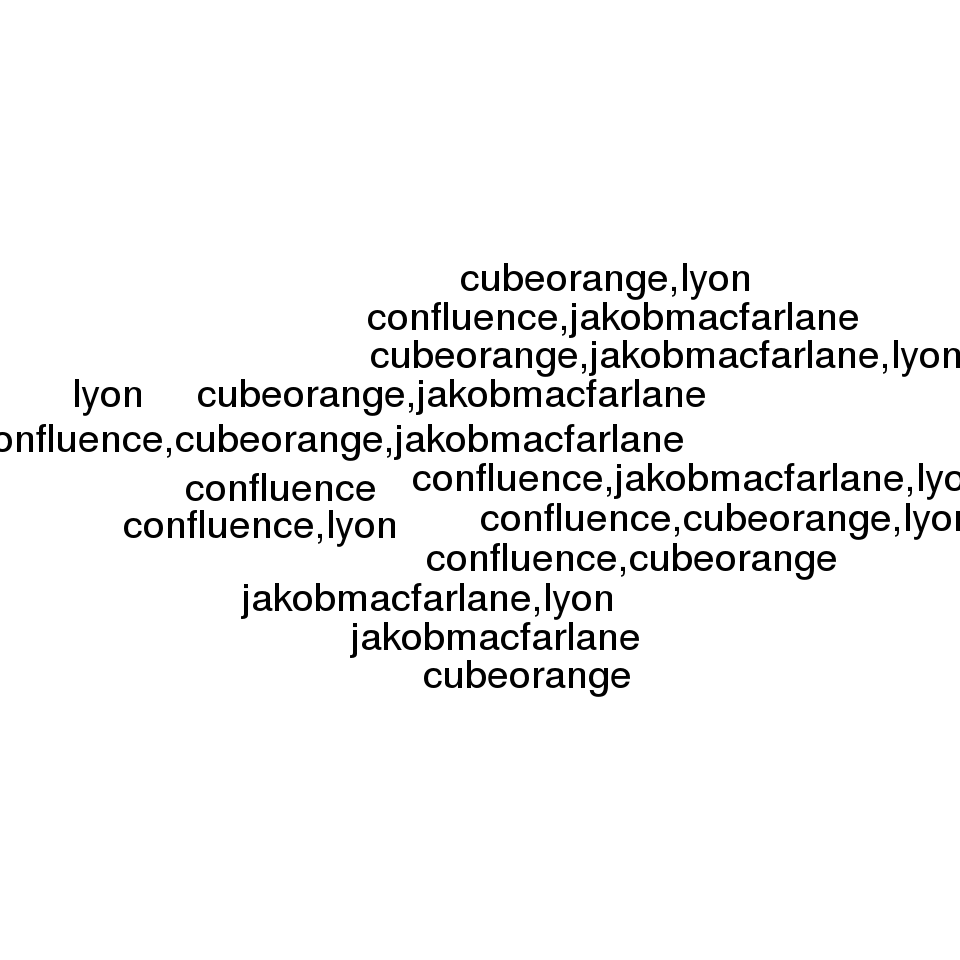 cubeorange,lyon
confluence,jakobmacfarlane
cubeorange,jakobmacfarlane,lyon
lyon cubeorange,jakobmacfarlane
onfluence,cubeorange,jakobmacfarlane
confluence,jakobmacfarlane,lyo
confluence
confluence,cubeorange,lyon
confluence,lyon
confluence,cubeorange
jakobmacfarlane,lyon
jakobmacfarlane
cubeorange